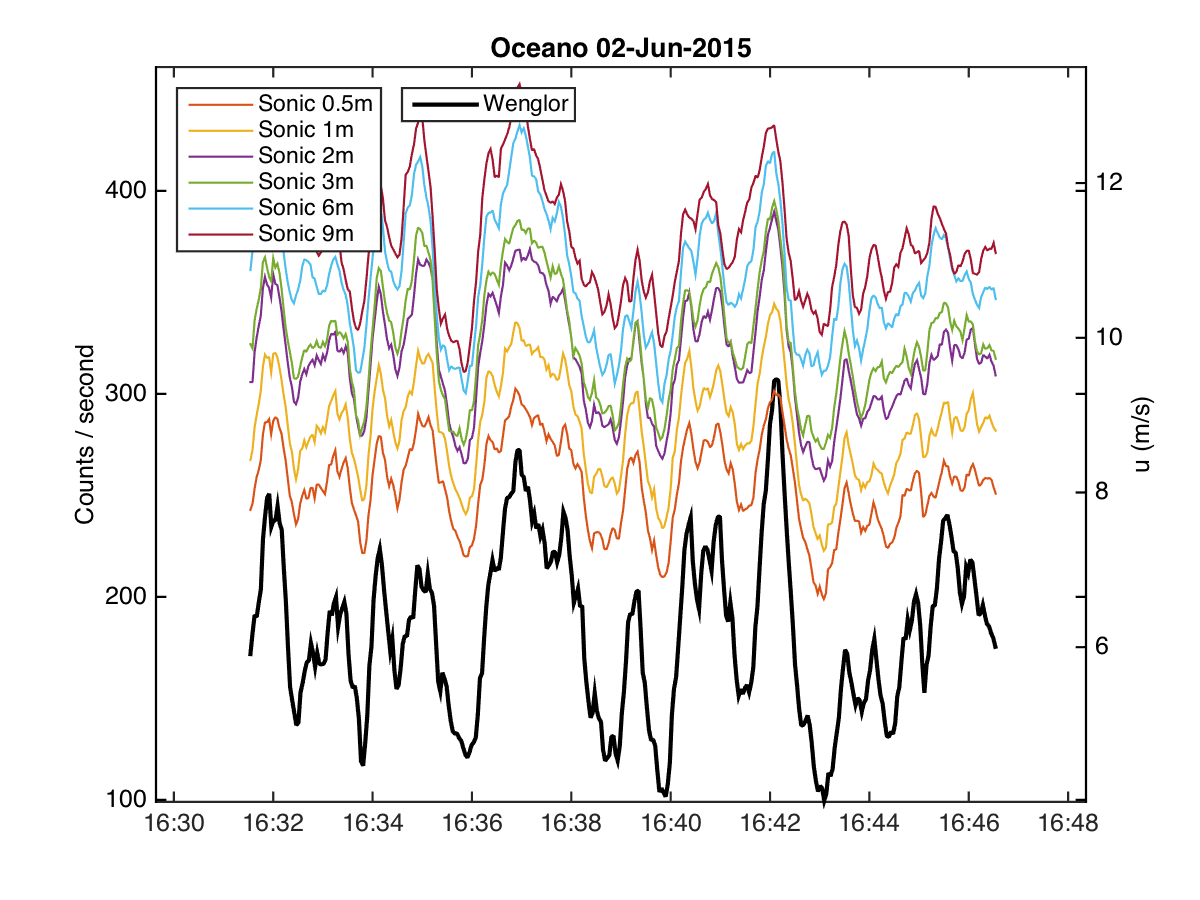 Oceano 02-Jun-2015
Sonic 0.5m
Sonic 1m
Sonic 2m
Sonic 3m
Sonic 6m
Sonic 9m
Wenglor
Counts / second
400
300
200
100
u (m/s)
12
10
8
6
16:30 16:32 16:34 16:36 16:38 16:40 16:42 16:44 16:46 16:48